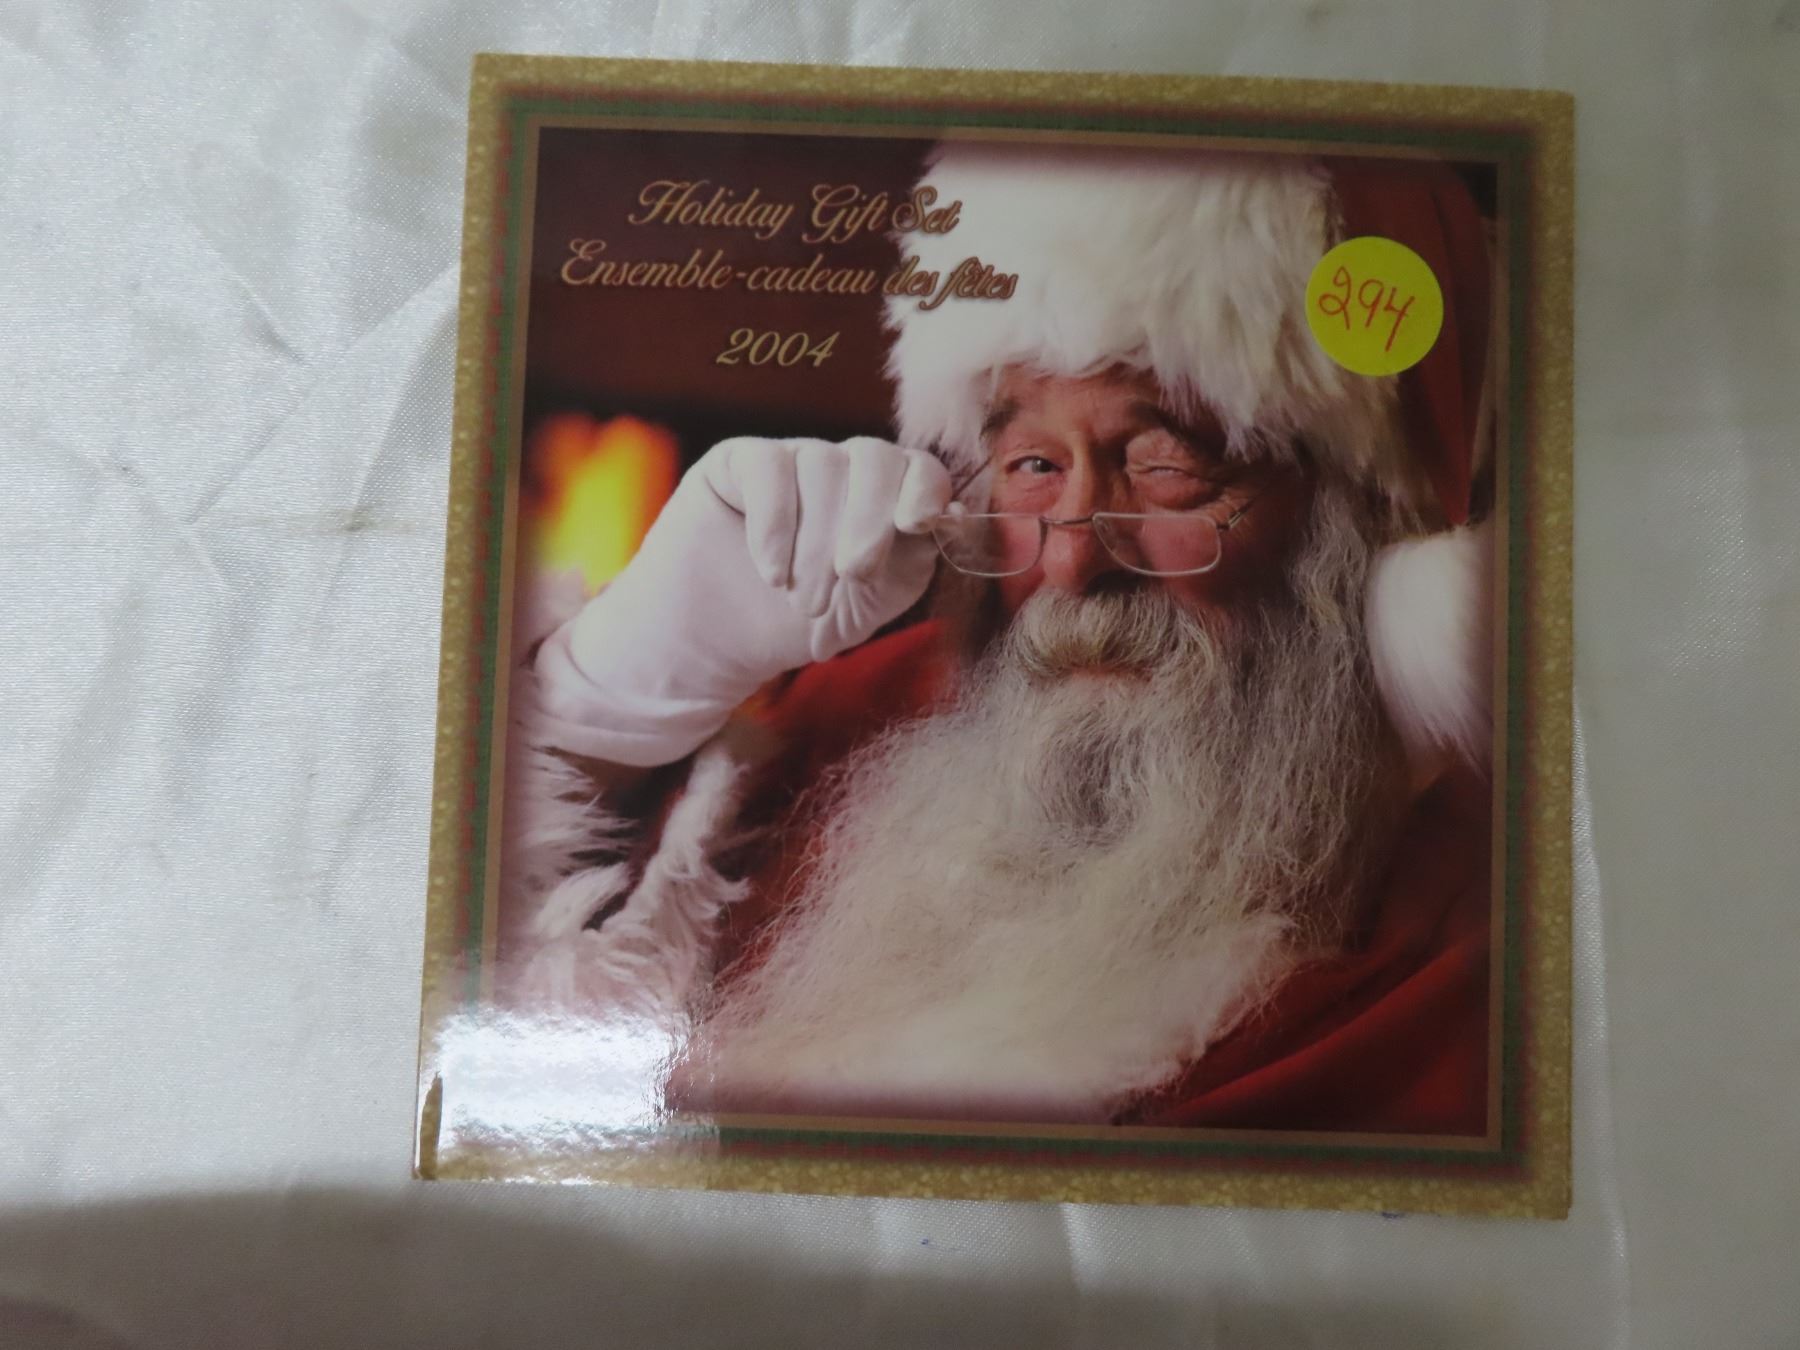 Holiday Gift Set
Ensemble-cadeau des fêtes
2004
294